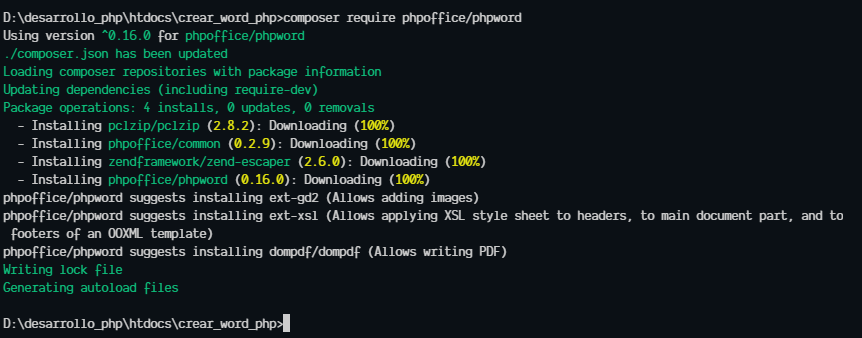 D:\desarrollo_php\htdocs\crear_word_php>composer require phpoffice/phpword
Using version ^0.16.0 for phpoffice/phpword
./composer.json has been updated
Loading composer repositories with package information
Updating dependencies (including require-dev)
Package operations: 4 installs, 0 updates, 0 removals
  - Installing pclzip/pclzip (2.8.2): Downloading (100%)
  - Installing phpoffice/common (0.2.9): Downloading (100%)
  - Installing zendframework/zend-escaper (2.6.0): Downloading (100%)
  - Installing phpoffice/phpword (0.16.0): Downloading (100%)
phpoffice/phpword suggests installing ext-gd2 (Allows adding images)
phpoffice/phpword suggests installing ext-xsl (Allows applying XSL style sheet to headers, to main document part, and to
 footers of an OOXML template)
phpoffice/phpword suggests installing dompdf/dompdf (Allows writing PDF)
Writing lock file
Generating autoload files
D:\desarrollo_php\htdocs\crear_word_php>